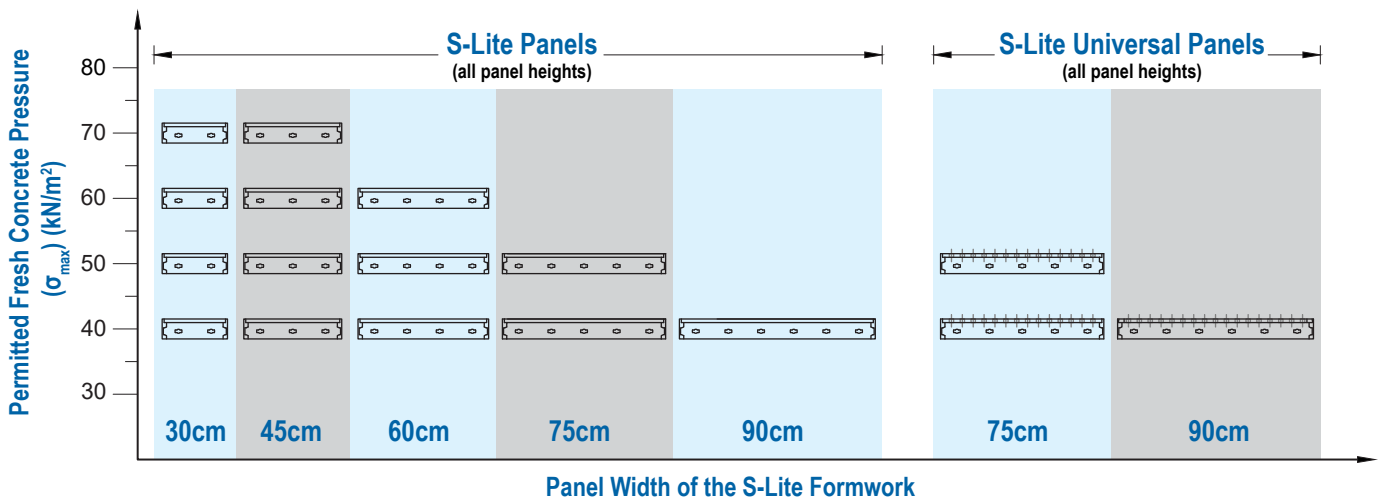 S-Lite Panels
(all panel heights)
S-Lite Universal Panels
(all panel heights)
Permitted Fresh Concrete Pressure
(σmax) (kN/m²)
80
70
60
50
40
30
30cm
45cm
60cm
75cm
90cm
75cm
90cm
Panel Width of the S-Lite Formwork